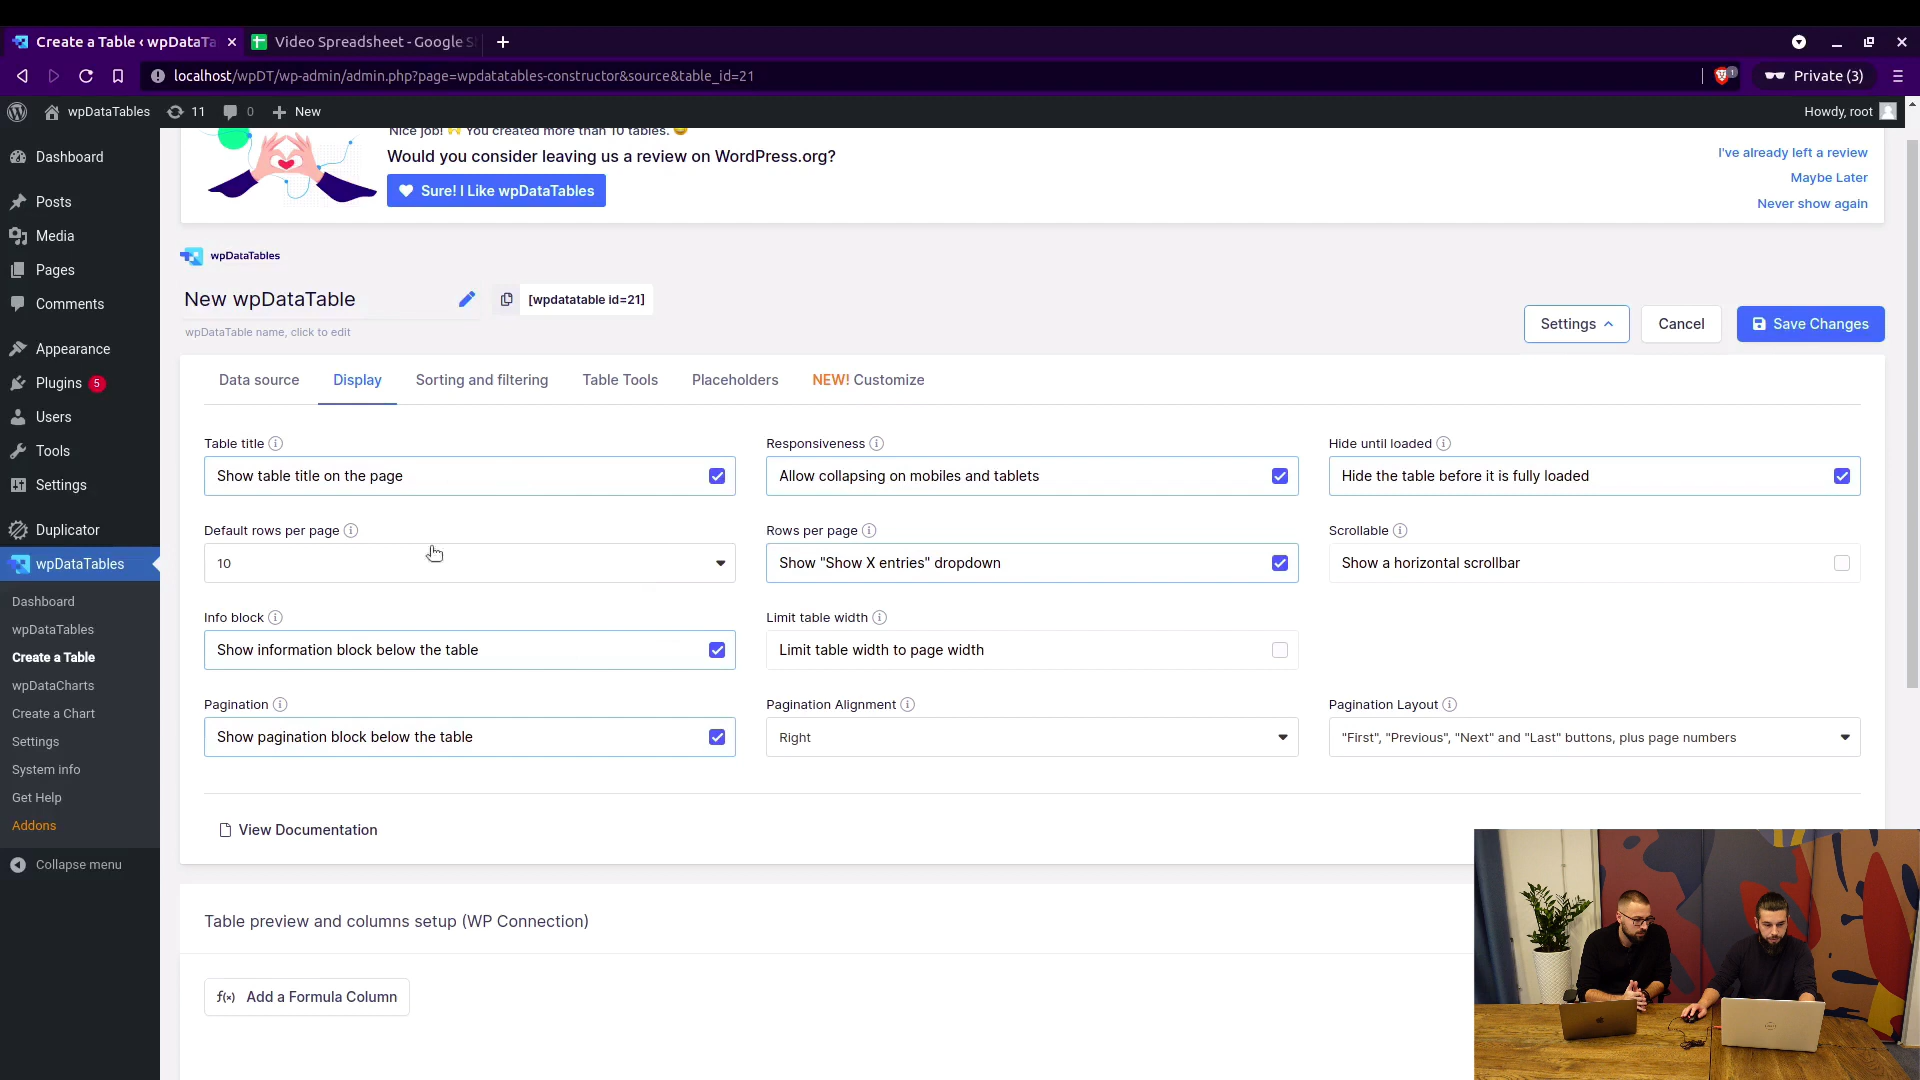 Create a Table ‹ wpDataTa
Video Spreadsheet - Google S
localhost/wpDT/wp-admin/admin.php?page=wpdatatables-constructor&source&table_id=21
1
Private (3)
wpDataTables
11
0
New
Howdy, root
Dashboard
Posts
Media
Pages
Comments
Appearance
Plugins 5
Users
Tools
Settings
Duplicator
wpDataTables
Dashboard
wpDataTables
Create a Table
wpDataCharts
Create a Chart
Settings
System info
Get Help
Addons
Collapse menu
Nice job! 🙌 You created more than 10 tables.
Would you consider leaving us a review on WordPress.org?
Sure! I Like wpDataTables
I've already left a review
Maybe Later
Never show again
wpDataTables
New wpDataTable
[wpdatatable id=21]
wpDataTable name, click to edit
Settings
Cancel
Save Changes
Data source
Display
Sorting and filtering
Table Tools
Placeholders
NEW! Customize
Table title
Responsiveness
Hide until loaded
Show table title on the page
Allow collapsing on mobiles and tablets
Hide the table before it is fully loaded
Default rows per page
Rows per page
Scrollable
10
Show "Show X entries" dropdown
Show a horizontal scrollbar
Info block
Limit table width
Show information block below the table
Limit table width to page width
Pagination
Pagination Alignment
Pagination Layout
Show pagination block below the table
Right
"First", "Previous", "Next" and "Last" buttons, plus page numbers
View Documentation
Table preview and columns setup (WP Connection)
f(x) Add a Formula Column